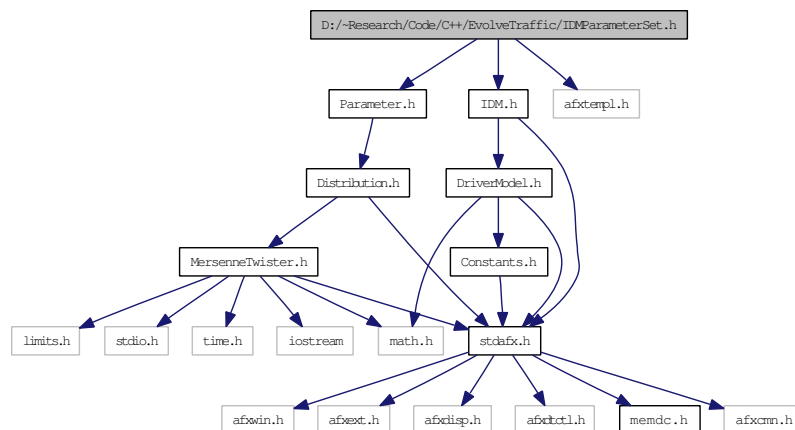 D:/~Research/Code/C++/EvolveTraffic/IDMParameterSet.h
Parameter.h
IDM.h
afxtempl.h
Distribution.h
DriverModel.h
MersenneTwister.h
Constants.h
limits.h
stdio.h
time.h
iostream
math.h
stdafx.h
afxwin.h
afxext.h
afxdisp.h
afxdtctl.h
memdc.h
afxcmn.h